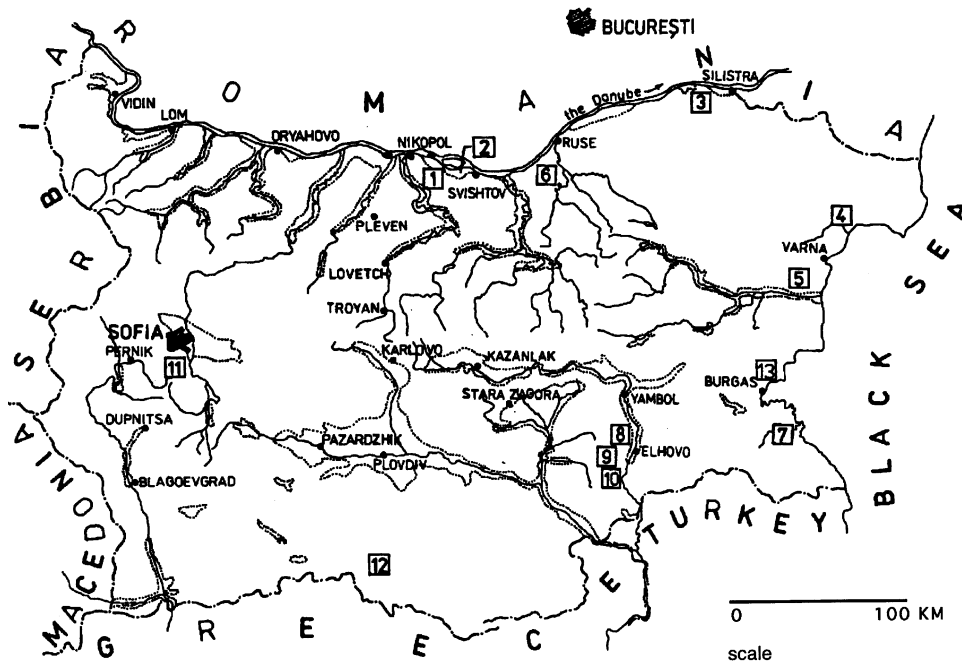 BUCUREŞTI
ROMANIA
SILISTRA
the Danube
3
VIDIN
LOM
ORYAHOVO
NIKOPOL
2
RUSE
1
SVISHTOV
6
PLEVEN
4
VARNA
LOVETCH
5
SERBIA
BLACK SEA
TROYAN
SOFIA
PERNIK
11
KARLOVO
KAZANLAK
13
BURGAS
STARA ZAGORA
YAMBOL
DUPNITSA
8
7
PAZARDZHIK
9
ELHOVO
PLOVDIV
10
BLAGOEVGRAD
TURKEY
MACEDONIA
12
GREECE
0 100 KM
scale